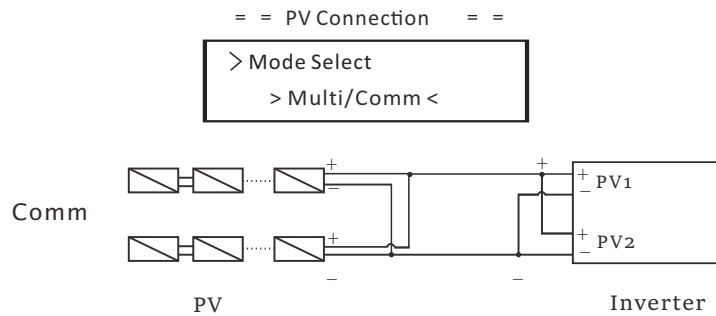 = = PV Connection = =
> Mode Select
> Multi/Comm <
+
–
+
+
–
PV1
Comm
+
–
+
–
PV2
–
–
PV
Inverter